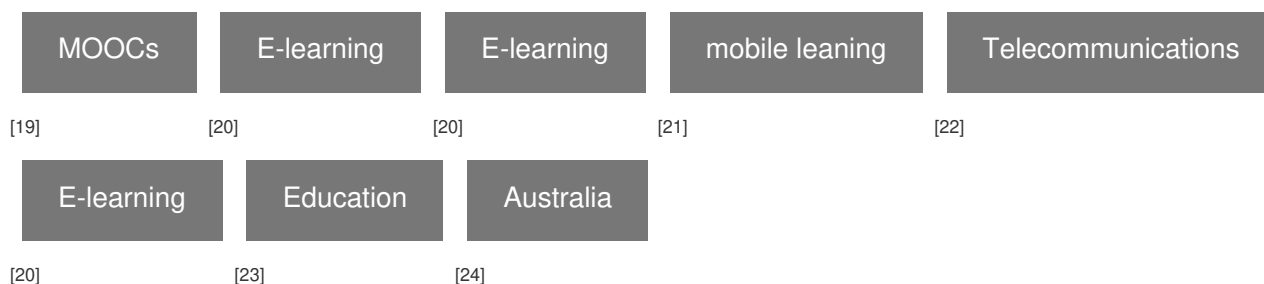 MOOCs E-learning E-learning mobile leaning Telecommunications
[19] [20] [20] [21] [22]
E-learning Education Australia
[20] [23] [24]